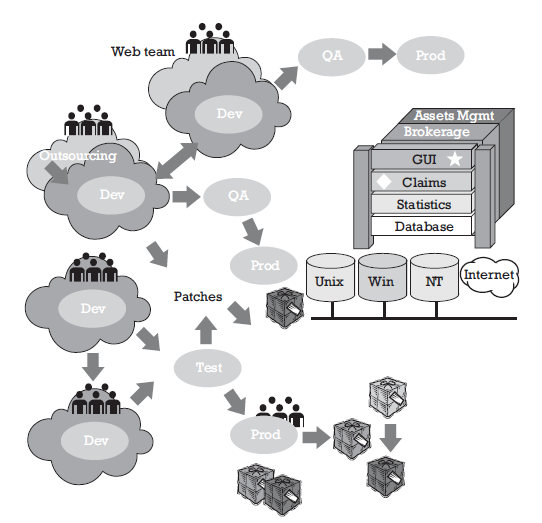 Web team
QA
Prod
Dev
Assets Mgmt
Brokerage
GUI
Claims
Statistics
Database
Outsourcing
Dev
QA
Prod
Unix
Win
NT
Internet
Patches
Dev
Test
Dev
Prod